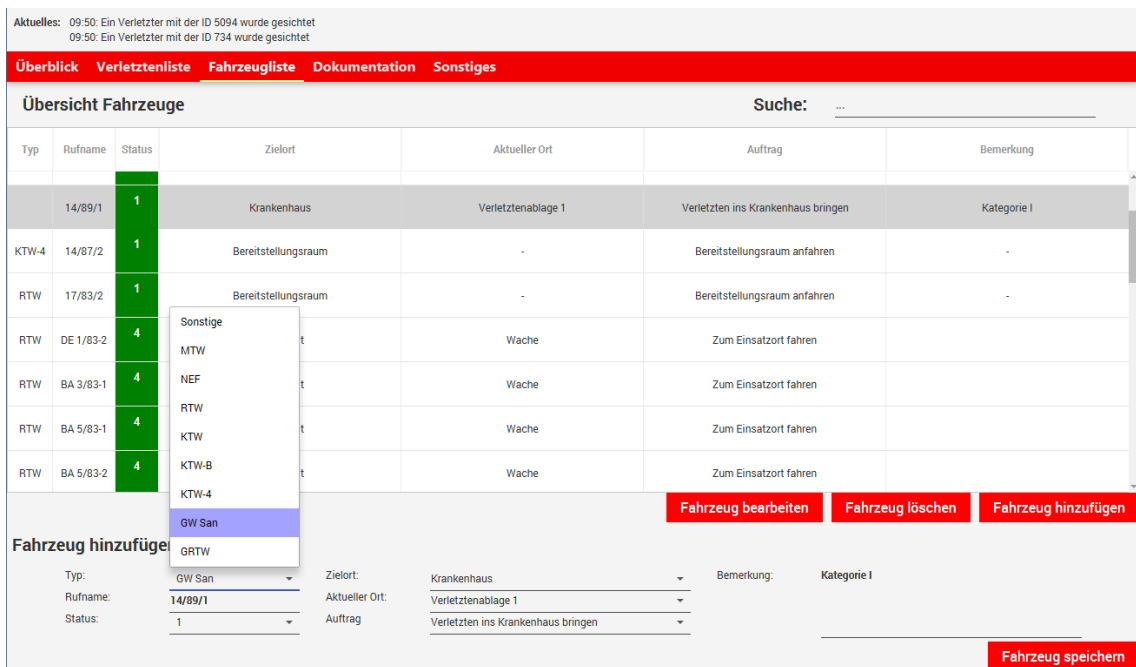 Aktuelles: 09:50: Ein Verletzter mit der ID 5094 wurde gesichtet
09:50: Ein Verletzter mit der ID 734 wurde gesichtet
Überblick Verletztenliste Fahrzeugliste Dokumentation Sonstiges
Übersicht Fahrzeuge Suche: ...
Typ Rufname Status Zielort Aktueller Ort Auftrag Bemerkung
14/89/1 1 Krankenhaus Verletztenablage 1 Verletzten ins Krankenhaus bringen Kategorie I
KTW-4 14/87/2 1 Bereitstellungsraum - Bereitstellungsraum anfahren -
RTW 17/83/2 1 Bereitstellungsraum - Bereitstellungsraum anfahren -
RTW DE 1/83-2 4 t Wache Zum Einsatzort fahren
RTW BA 3/83-1 4 t Wache Zum Einsatzort fahren
RTW BA 5/83-1 4 t Wache Zum Einsatzort fahren
RTW BA 5/83-2 4 t Wache Zum Einsatzort fahren
Sonstige
MTW
NEF
RTW
KTW
KTW-B
KTW-4
GW San
GRTW
Fahrzeug bearbeiten Fahrzeug löschen Fahrzeug hinzufügen
Fahrzeug hinzufüge
Typ: GW San Zielort: Krankenhaus Bemerkung: Kategorie I
Rufname: 14/89/1 Aktueller Ort: Verletztenablage 1
Status: 1 Auftrag Verletzten ins Krankenhaus bringen
Fahrzeug speichern